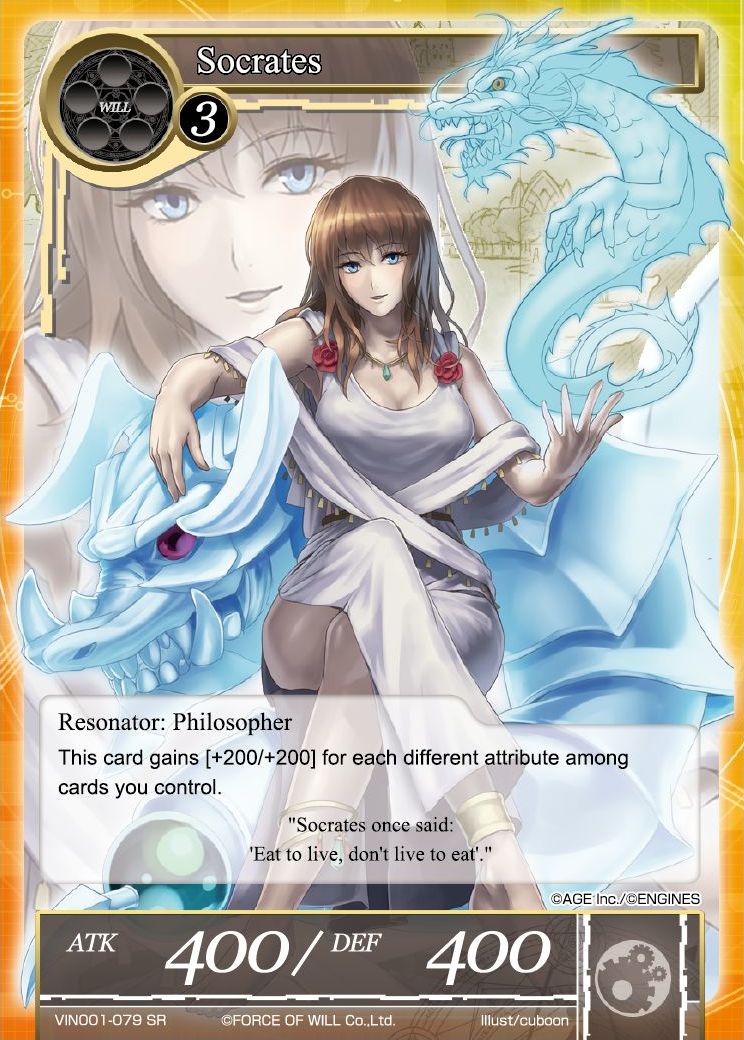 Socrates
WILL
3
Resonator: Philosopher
This card gains [+200/+200] for each different attribute among
cards you control.
"Socrates once said:
'Eat to live, don't live to eat'."
©AGE Inc./©ENGINES
ATK 400 / DEF 400
VIN001-079 SR ©FORCE OF WILL Co.,Ltd. Illust/cuboon